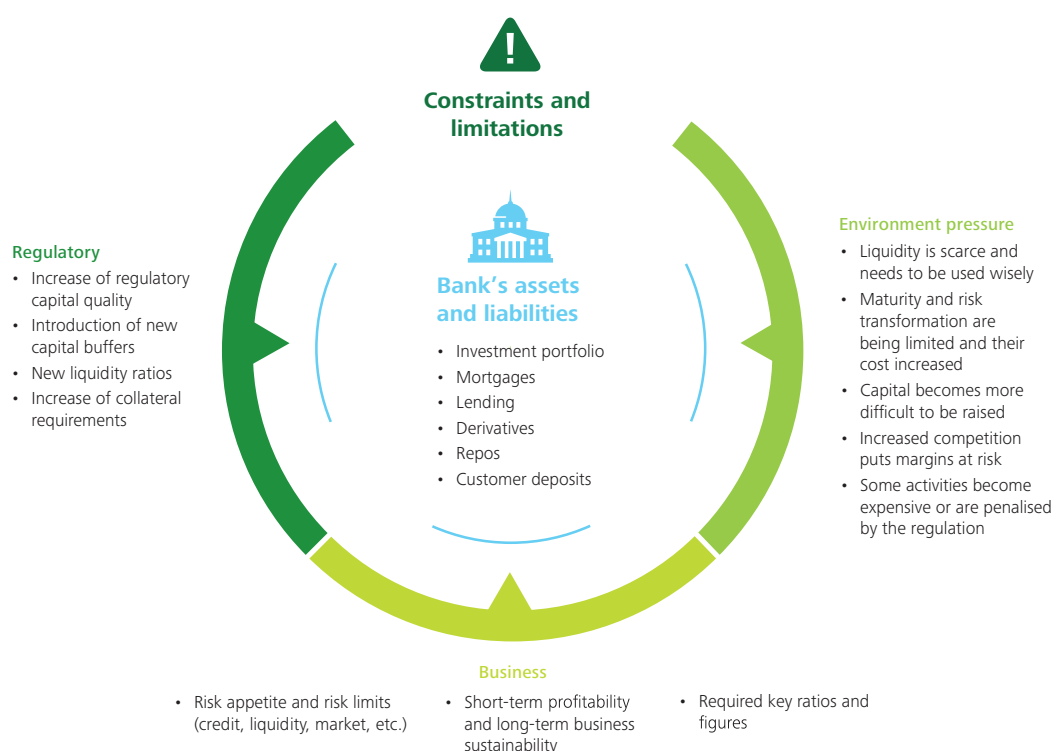 Constraints and
limitations
Regulatory
• Increase of regulatory
capital quality
• Introduction of new
capital buffers
• New liquidity ratios
• Increase of collateral
requirements
Bank's assets
and liabilities
• Investment portfolio
• Mortgages
• Lending
• Derivatives
• Repos
• Customer deposits
Environment pressure
• Liquidity is scarce and
needs to be used wisely
• Maturity and risk
transformation are
being limited and their
cost increased
• Capital becomes more
difficult to be raised
• Increased competition
puts margins at risk
• Some activities become
expensive or are penalised
by the regulation
Business
• Risk appetite and risk limits
(credit, liquidity, market, etc.)
• Short-term profitability
and long-term business
sustainability
• Required key ratios and
figures